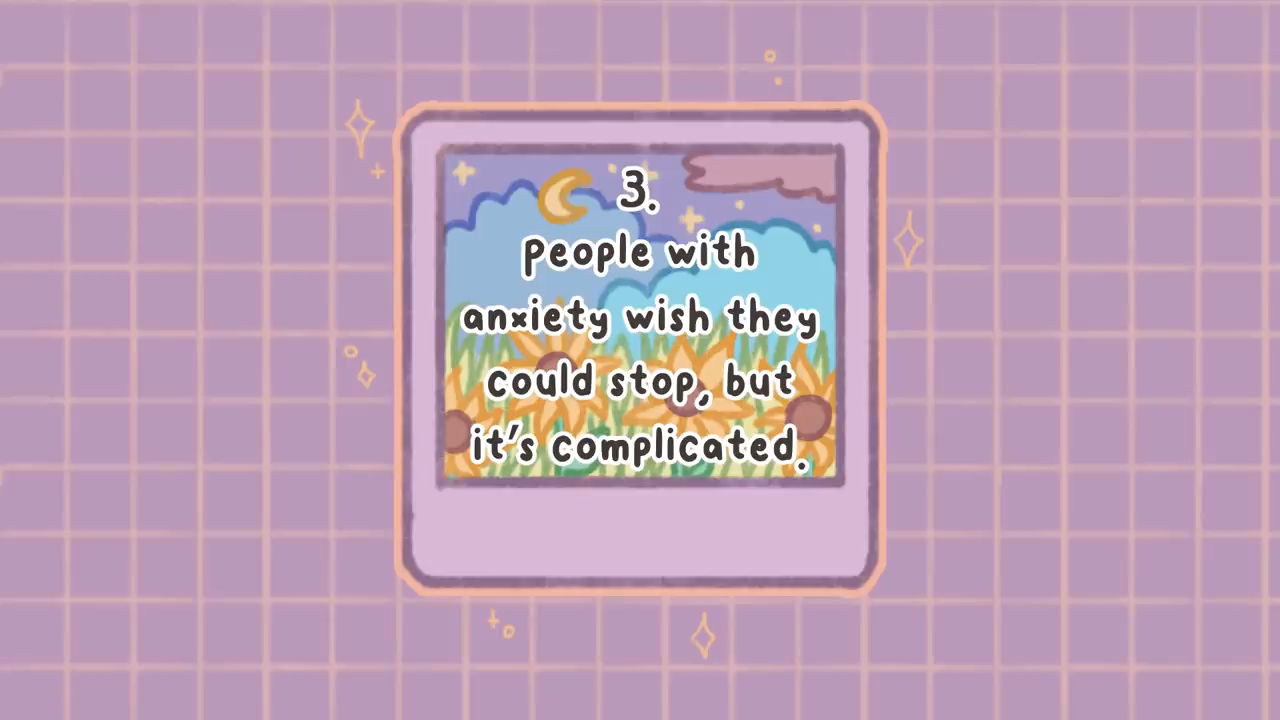 3.
people with
anxiety wish they
could stop, but
it's complicated.